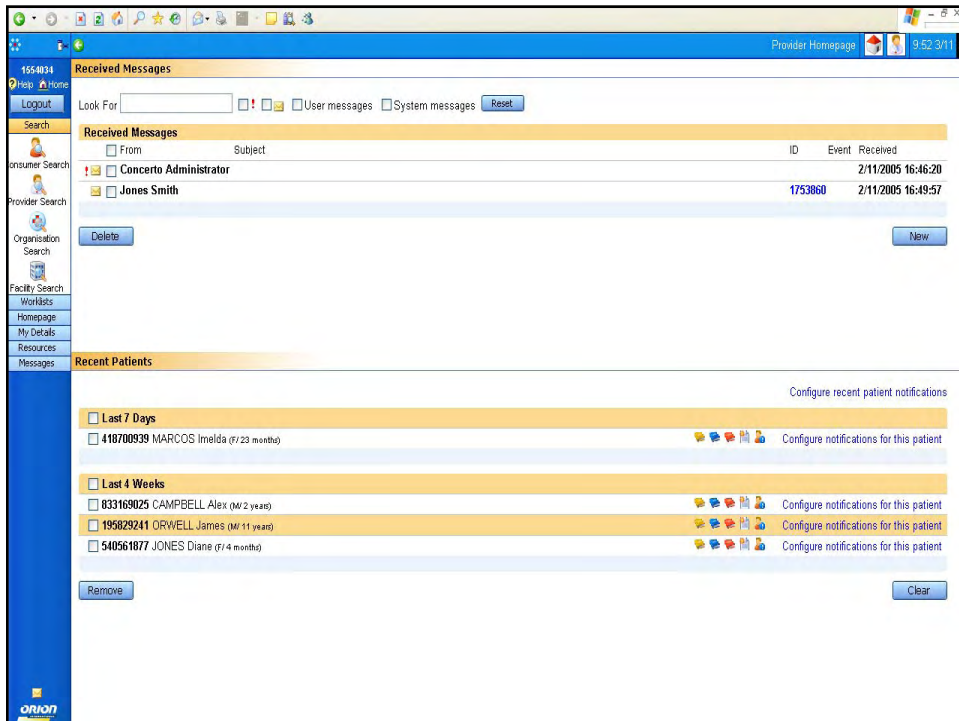 Provider Homepage 9:52 3/11
1554034
Help Home
Logout
Search
onsumer Search
Provider Search
Organisation
Search
Facility Search
Worklists
Homepage
My Details
Resources
Messages
Received Messages
Look For ! User messages System messages Reset
Received Messages
From Subject ID Event Received
! Concerto Administrator 2/11/2005 16:46:20
Jones Smith 1753860 2/11/2005 16:49:57
Delete New
Recent Patients
Configure recent patient notifications
Last 7 Days
418700939 MARCOS Imelda (F/ 23 months) Configure notifications for this patient
Last 4 Weeks
833169025 CAMPBELL Alex (M/ 2 years) Configure notifications for this patient
195829241 ORWELL James (M/ 11 years) Configure notifications for this patient
540561877 JONES Diane (F/ 4 months) Configure notifications for this patient
Remove Clear
ORION